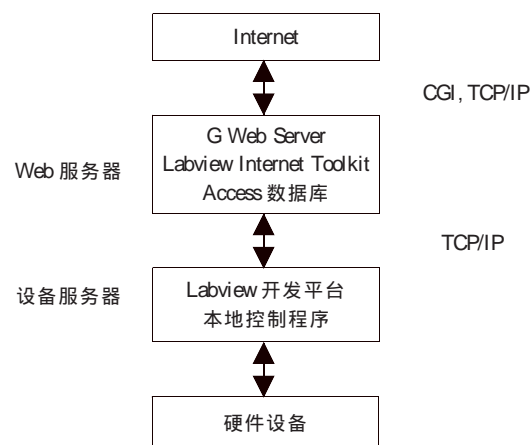 Internet
CGI, TCP/IP
G Web Server
Labview Internet Toolkit
Access 数据库
Web 服务器
TCP/IP
Labview 开发平台
本地控制程序
设备服务器
硬件设备